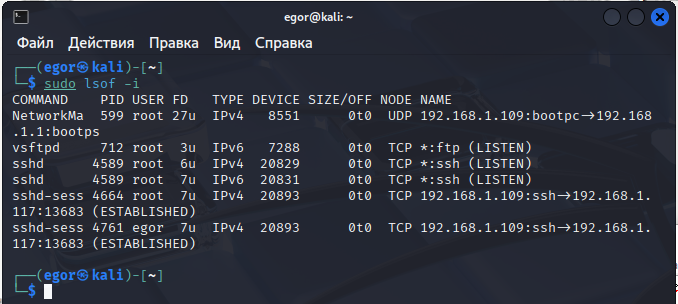 egor@kali: ~
Файл Действия Правка Вид Справка
┌──(egor㉿kali)-[~]
└─$ sudo lsof -i
COMMAND    PID USER FD   TYPE DEVICE SIZE/OFF NODE NAME
NetworkMa  599 root 27u  IPv4   8551      0t0  UDP 192.168.1.109:bootpc→192.168
.1.1:bootps
vsftpd     712 root  3u  IPv6   7288      0t0  TCP *:ftp (LISTEN)
sshd      4589 root  6u  IPv4  20829      0t0  TCP *:ssh (LISTEN)
sshd      4589 root  7u  IPv6  20831      0t0  TCP *:ssh (LISTEN)
sshd-sess 4664 root  7u  IPv4  20893      0t0  TCP 192.168.1.109:ssh→192.168.1.
117:13683 (ESTABLISHED)
sshd-sess 4761 egor  7u  IPv4  20893      0t0  TCP 192.168.1.109:ssh→192.168.1.
117:13683 (ESTABLISHED)
┌──(egor㉿kali)-[~]
└─$